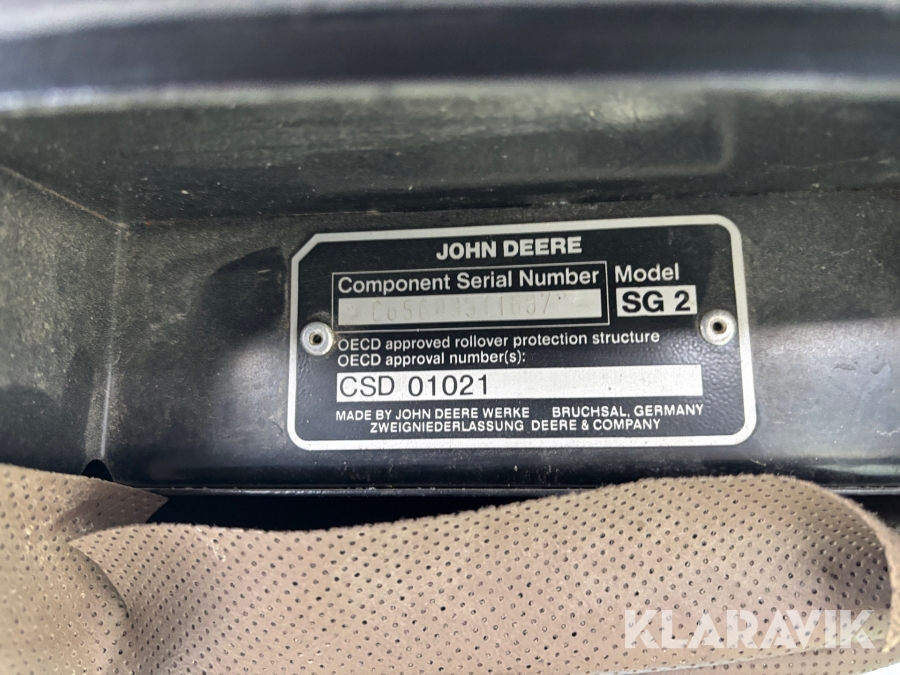 JOHN DEERE
Component Serial Number
Model
SG 2
OECD approved rollover protection structure
OECD approval number(s):
CSD 01021
MADE BY JOHN DEERE WERKE BRUCHSAL, GERMANY
ZWEIGNIEDERLASSUNG DEERE & COMPANY
KLARAVIK